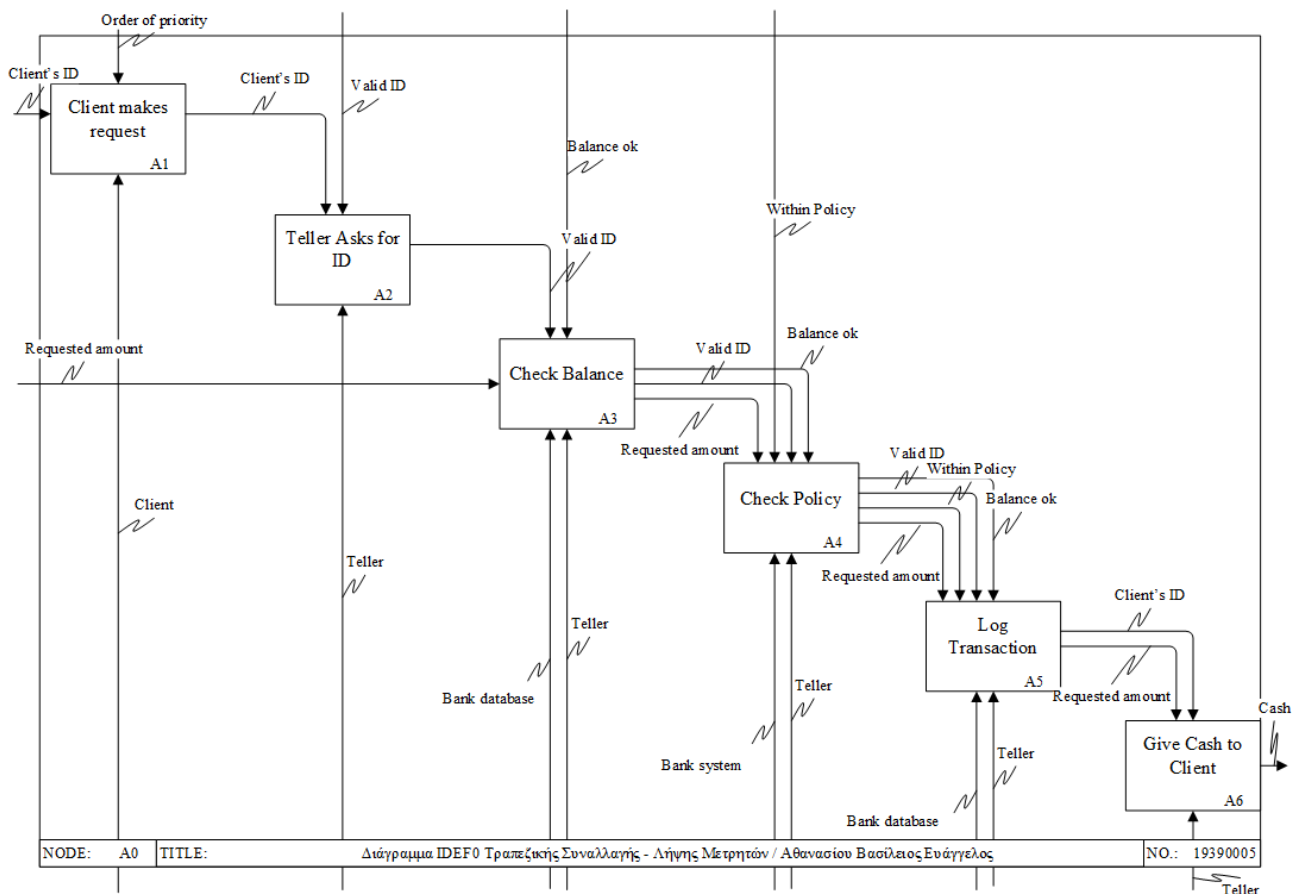 Order of priority
Client's ID
Client makes
request
A1
Client's ID
Valid ID
Balance ok
Within Policy
Teller Asks for
ID
A2
Valid ID
Requested amount
Check Balance
A3
Valid ID
Balance ok
Requested amount
Check Policy
A4
Valid ID
Within Policy
Balance ok
Requested amount
Client
Teller
Bank database
Teller
Log
Transaction
A5
Client's ID
Requested amount
Bank system
Teller
Bank database
Teller
Give Cash to
Client
A6
Cash
NODE: A0 TITLE: Διάγραμμα IDEF0 Τραπεζικής Συναλλαγής - Λήψης Μετρητών / Αθανασίου Βασίλειος Ευάγγελος NO.: 19390005
Teller